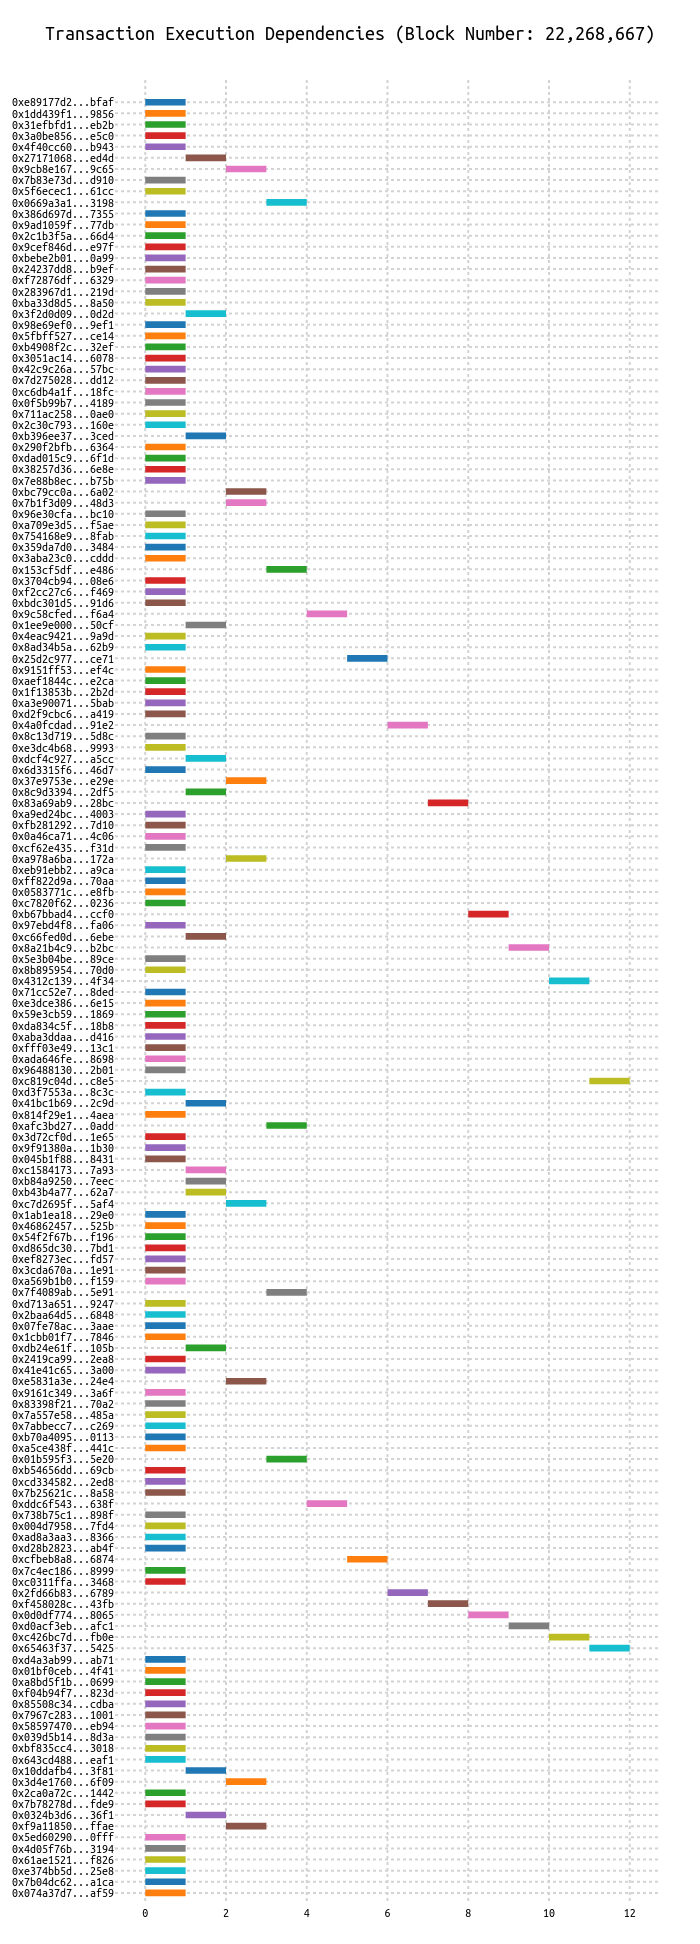 Transaction Execution Dependencies (Block Number: 22,268,667)
0xe89177d2...bfaf
0x1dd439f1...9856
0x31efbfd1...eb2b
0x3a0be856...e5c0
0x4f40cc60...b943
0x27171068...ed4d
0x9cb8e167...9c65
0x7b83e73d...d910
0x5f6ecec1...61cc
0x0669a3a1...3198
0x386d697d...7355
0x9ad1059f...77db
0x2c1b3f5a...66d4
0x9cef846d...e97f
0xbebe2b01...0a99
0x24237dd8...b9ef
0xf72876df...6329
0x283967d1...219d
0xba33d8d5...8a50
0x3f2d0d09...0d2d
0x98e69ef0...9ef1
0x5fbff527...ce14
0xb4908f2c...32ef
0x3051ac14...6078
0x42c9c26a...57bc
0x7d275028...dd12
0xc6db4a1f...18fc
0x0f5b99b7...4189
0x711ac258...0ae0
0x2c30c793...160e
0xb396ee37...3ced
0x290f2bfb...6364
0xdad015c9...6f1d
0x38257d36...6e8e
0x7e88b8ec...b75b
0xbc79cc0a...6a02
0x7b1f3d09...48d3
0x96e30cfa...bc10
0xa709e3d5...f5ae
0x754168e9...8fab
0x359da7d0...3484
0x3aba23c0...cddd
0x153cf5df...e486
0x3704cb94...08e6
0xf2cc27c6...f469
0xbdc301d5...91d6
0x9c58cfed...f6a4
0x1ee9e000...50cf
0x4eac9421...9a9d
0x8ad34b5a...62b9
0x25d2c977...ce71
0x9151ff53...ef4c
0xaef1844c...e2ca
0x1f13853b...2b2d
0xa3e90071...5bab
0xd2f9cbc6...a419
0x4a0fcdad...91e2
0x8c13d719...5d8c
0xe3dc4b68...9993
0xdcf4c927...a5cc
0x6d3315f6...46d7
0x37e9753e...e29e
0x8c9d3394...2df5
0x83a69ab9...28bc
0xa9ed24bc...4003
0xfb281292...7d10
0x0a46ca71...4c06
0xcf62e435...f31d
0xa978a6ba...172a
0xeb91ebb2...a9ca
0xff822d9a...70aa
0x0583771c...e8fb
0xc7820f62...0236
0xb67bbad4...ccf0
0x97ebd4f8...fa06
0xc66fed0d...6ebe
0x8a21b4c9...b2bc
0x5e3b04be...89ce
0x8b895954...70d0
0x4312c139...4f34
0x71cc52e7...8ded
0xe3dce386...6e15
0x59e3cb59...1869
0xda834c5f...18b8
0xaba3ddaa...d416
0xfff03e49...13c1
0xada646fe...8698
0x96488130...2b01
0xc819c04d...c8e5
0xd3f7553a...8c3c
0x41bc1b69...2c9d
0x814f29e1...4aea
0xafc3bd27...0add
0x3d72cf0d...1e65
0x9f91380a...1b30
0x045b1f88...8431
0xc1584173...7a93
0xb84a9250...7eec
0xb43b4a77...62a7
0xc7d2695f...5af4
0x1ab1ea18...29e0
0x46862457...525b
0x54f2f67b...f196
0xd865dc30...7bd1
0xef8273ec...fd57
0x3cda670a...1e91
0xa569b1b0...f159
0x7f4089ab...5e91
0xd713a651...9247
0x2baa64d5...6848
0x07fe78ac...3aae
0x1cbb01f7...7846
0xdb24e61f...105b
0x2419ca99...2ea8
0x41e41c65...3a00
0xe5831a3e...24e4
0x9161c349...3a6f
0x83398f21...70a2
0x7a557e58...485a
0x7abbecc7...c269
0xb70a4095...0113
0xa5ce438f...441c
0x01b595f3...5e20
0xb54656dd...69cb
0xcd334582...2ed8
0x7b25621c...8a58
0xddc6f543...638f
0x738b75c1...898f
0x004d7958...7fd4
0xad8a3aa3...8366
0xd28b2823...ab4f
0xcfbeb8a8...6874
0x7c4ec186...8999
0xc0311ffa...3468
0x2fd66b83...6789
0xf458028c...43fb
0x0d0df774...8065
0xd0acf3eb...afc1
0xc426bc7d...fb0e
0x65463f37...5425
0xd4a3ab99...ab71
0x01bf0ceb...4f41
0xa8bd5f1b...0699
0xf04b94f7...823d
0x85508c34...cdba
0x7967c283...1001
0x58597470...eb94
0x039d5b14...8d3a
0xbf835cc4...3018
0x643cd488...eaf1
0x10ddafb4...3f81
0x3d4e1760...6f09
0x2ca0a72c...1442
0x7b78278d...fde9
0x0324b3d6...36f1
0xf9a11850...ffae
0x5ed60290...0fff
0x4d05f76b...3194
0x61ae1521...f826
0xe374bb5d...25e8
0x7b04dc62...a1ca
0x074a37d7...af59
0 2 4 6 8 10 12